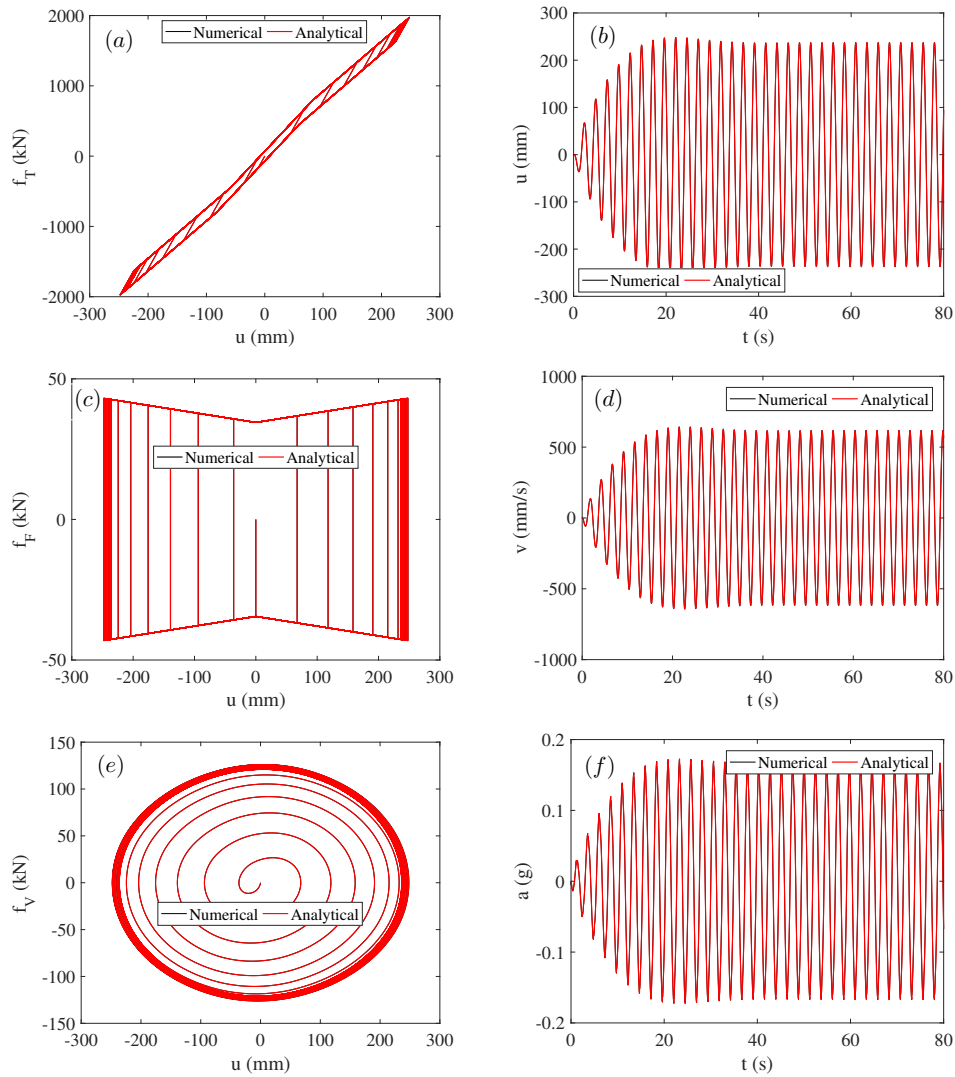 (a)
Numerical Analytical
2000
1000
0
-1000
-2000
f_T (kN)
-300 -200 -100 0 100 200 300
u (mm)
(b)
300
200
100
0
-100
-200
-300
u (mm)
Numerical Analytical
0 20 40 60 80
t (s)
(c)
50
0
-50
f_F (kN)
Numerical Analytical
-300 -200 -100 0 100 200 300
u (mm)
(d)
Numerical Analytical
1000
500
0
-500
-1000
v (mm/s)
0 20 40 60 80
t (s)
(e)
150
100
50
0
-50
-100
-150
f_V (kN)
Numerical Analytical
-300 -200 -100 0 100 200 300
u (mm)
(f)
Numerical Analytical
0.2
0.1
0
-0.1
-0.2
a (g)
0 20 40 60 80
t (s)